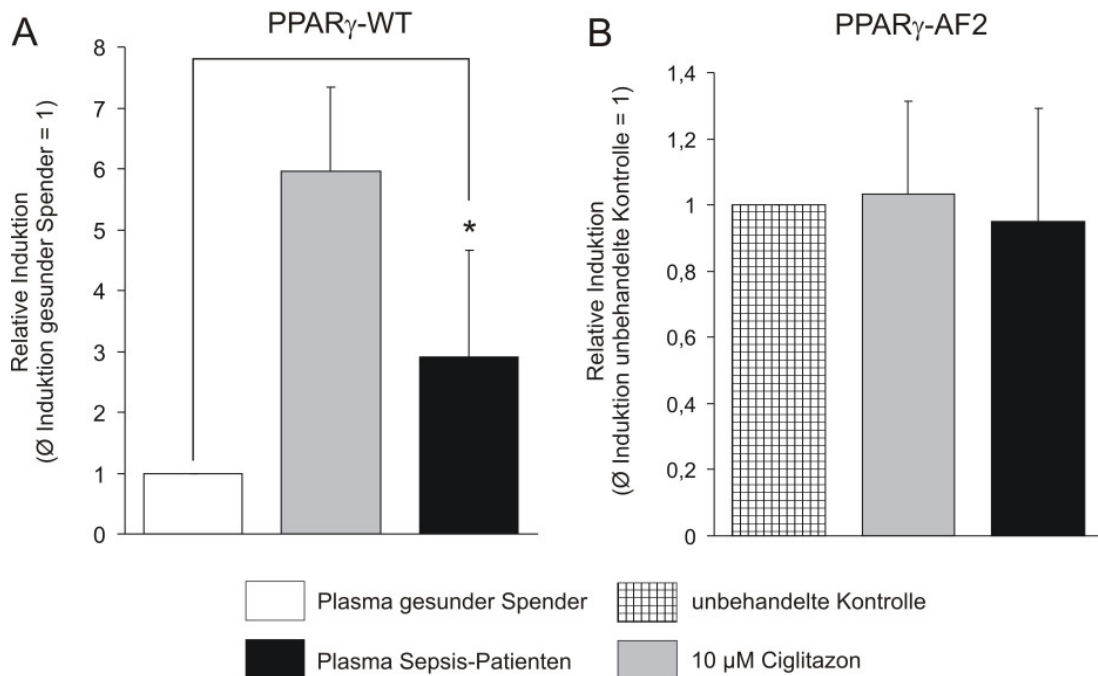 A
PPARγ-WT
Relative Induktion
(Ø Induktion gesunder Spender = 1)
8
7
6
5
4
3
2
1
0
*
B
PPARγ-AF2
Relative Induktion
(Ø Induktion unbehandelte Kontrolle = 1)
1,4
1,2
1
0,8
0,6
0,4
0,2
0
Plasma gesunder Spender
unbehandelte Kontrolle
Plasma Sepsis-Patienten
10 µM Ciglitazon